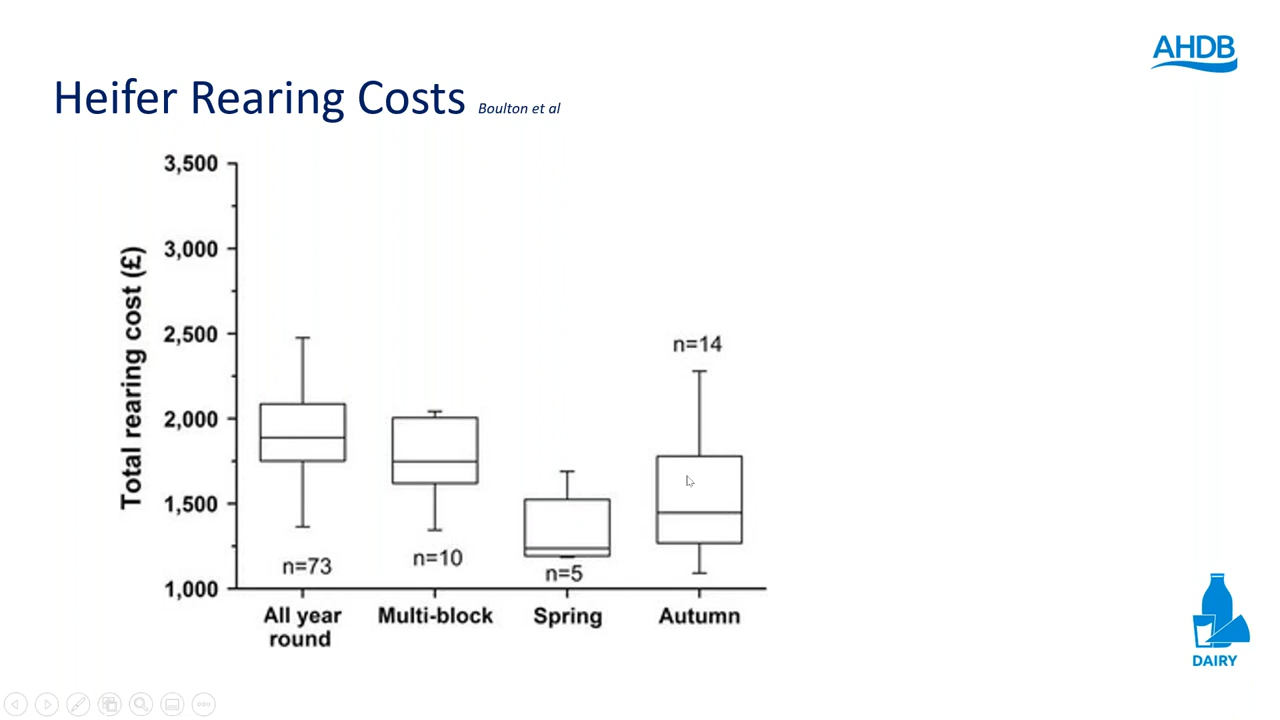 AHDB
Heifer Rearing Costs Boulton et al
3,500
3,000
2,500
2,000
1,500
1,000
Total rearing cost (£)
n=73
n=10
n=5
n=14
All year
round
Multi-block
Spring
Autumn
DAIRY